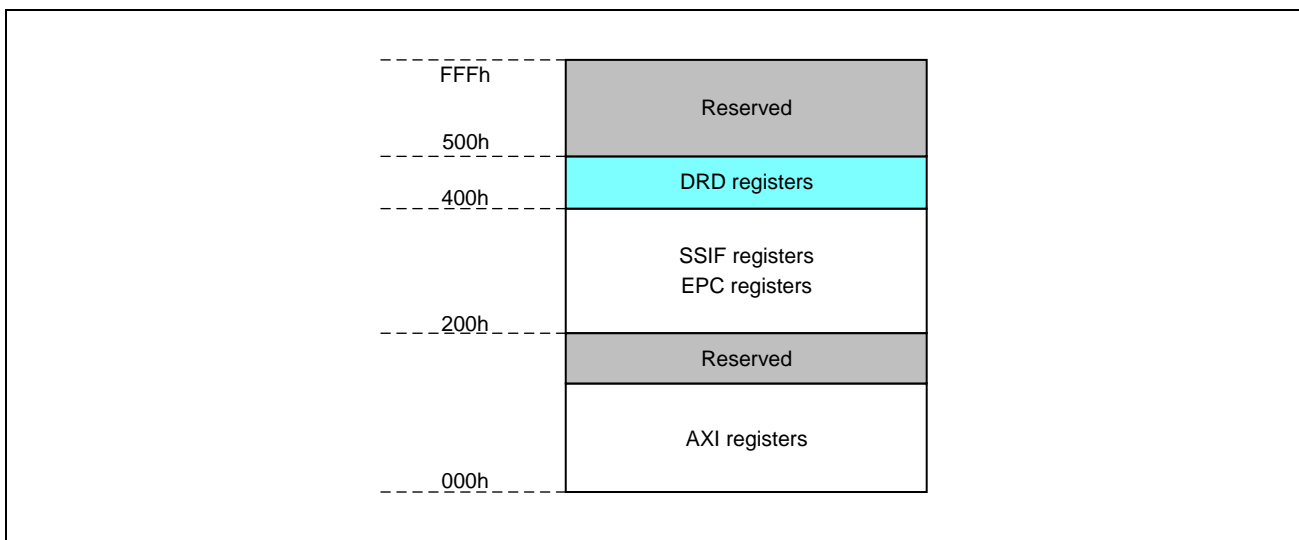 FFFh
Reserved
500h
DRD registers
400h
SSIF registers
EPC registers
200h
Reserved
AXI registers
000h